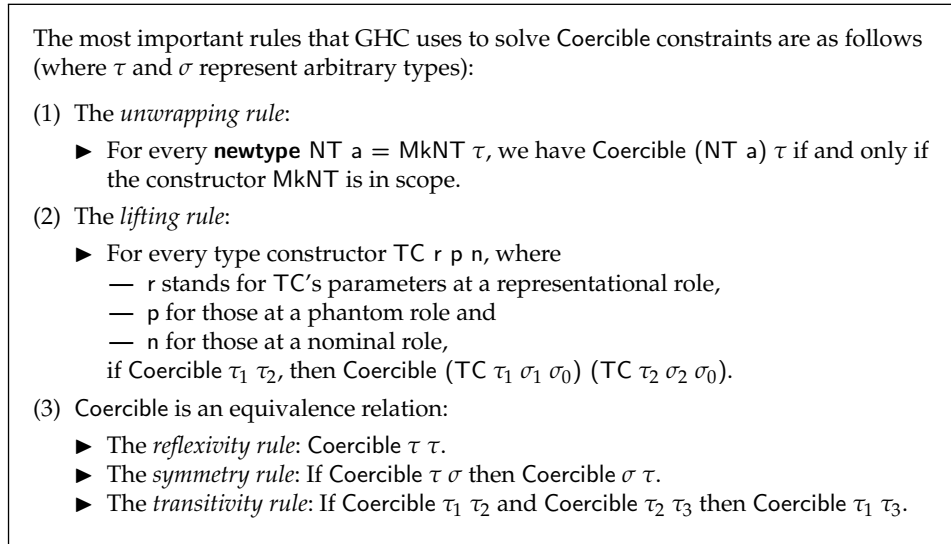 The most important rules that GHC uses to solve Coercible constraints are as follows
(where τ and σ represent arbitrary types):
(1) The unwrapping rule:
▶ For every newtype NT a = MkNT τ, we have Coercible (NT a) τ if and only if
the constructor MkNT is in scope.
(2) The lifting rule:
▶ For every type constructor TC r p n, where
— r stands for TC’s parameters at a representational role,
— p for those at a phantom role and
— n for those at a nominal role,
if Coercible τ₁ τ₂, then Coercible (TC τ₁ σ₁ σ₀) (TC τ₂ σ₂ σ₀).
(3) Coercible is an equivalence relation:
▶ The reflexivity rule: Coercible τ τ.
▶ The symmetry rule: If Coercible τ σ then Coercible σ τ.
▶ The transitivity rule: If Coercible τ₁ τ₂ and Coercible τ₂ τ₃ then Coercible τ₁ τ₃.